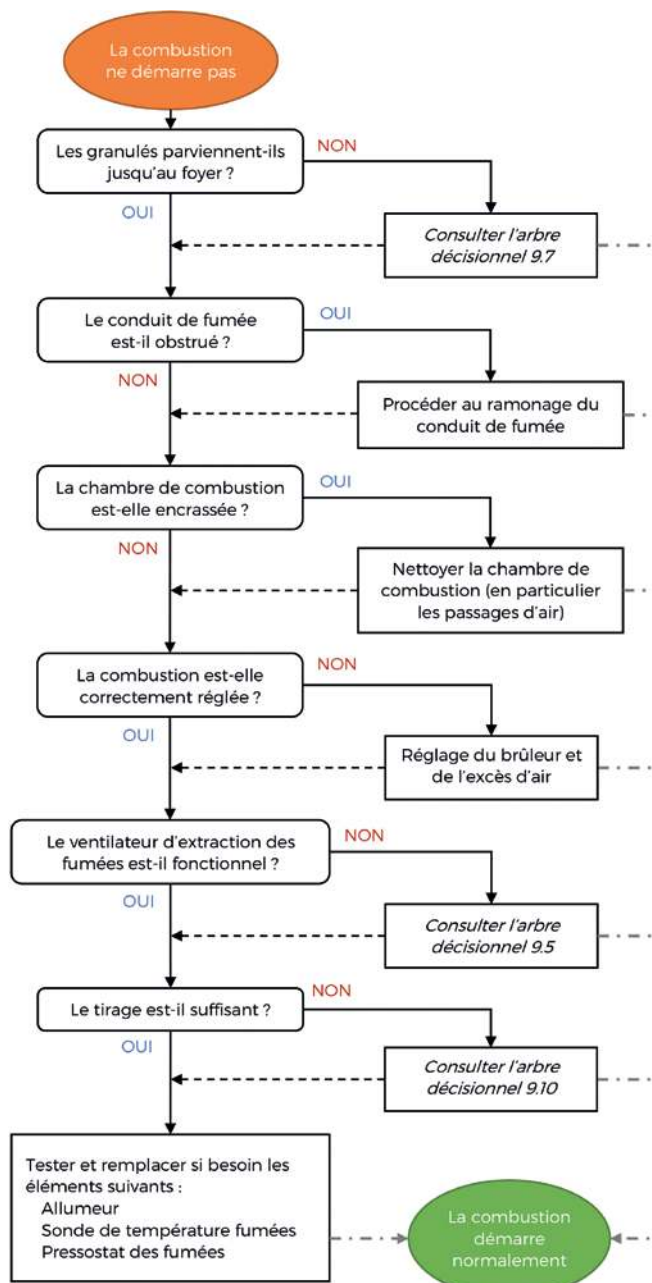 La combustion
ne démarre pas
Les granulés parviennent-ils
jusqu'au foyer ?
NON
OUI
Consulter l'arbre
décisionnel 9.7
Le conduit de fumée
est-il obstrué ?
OUI
NON
Procéder au ramonage du
conduit de fumée
La chambre de combustion
est-elle encrassée ?
OUI
NON
Nettoyer la chambre de
combustion (en particulier
les passages d'air)
La combustion est-elle
correctement réglée ?
NON
OUI
Réglage du brûleur et
de l'excès d'air
Le ventilateur d'extraction des
fumées est-il fonctionnel ?
NON
OUI
Consulter l'arbre
décisionnel 9.5
Le tirage est-il suffisant ?
NON
OUI
Consulter l'arbre
décisionnel 9.10
Tester et remplacer si besoin les
éléments suivants :
Allumeur
Sonde de température fumées
Pressostat des fumées
La combustion
démarre
normalement